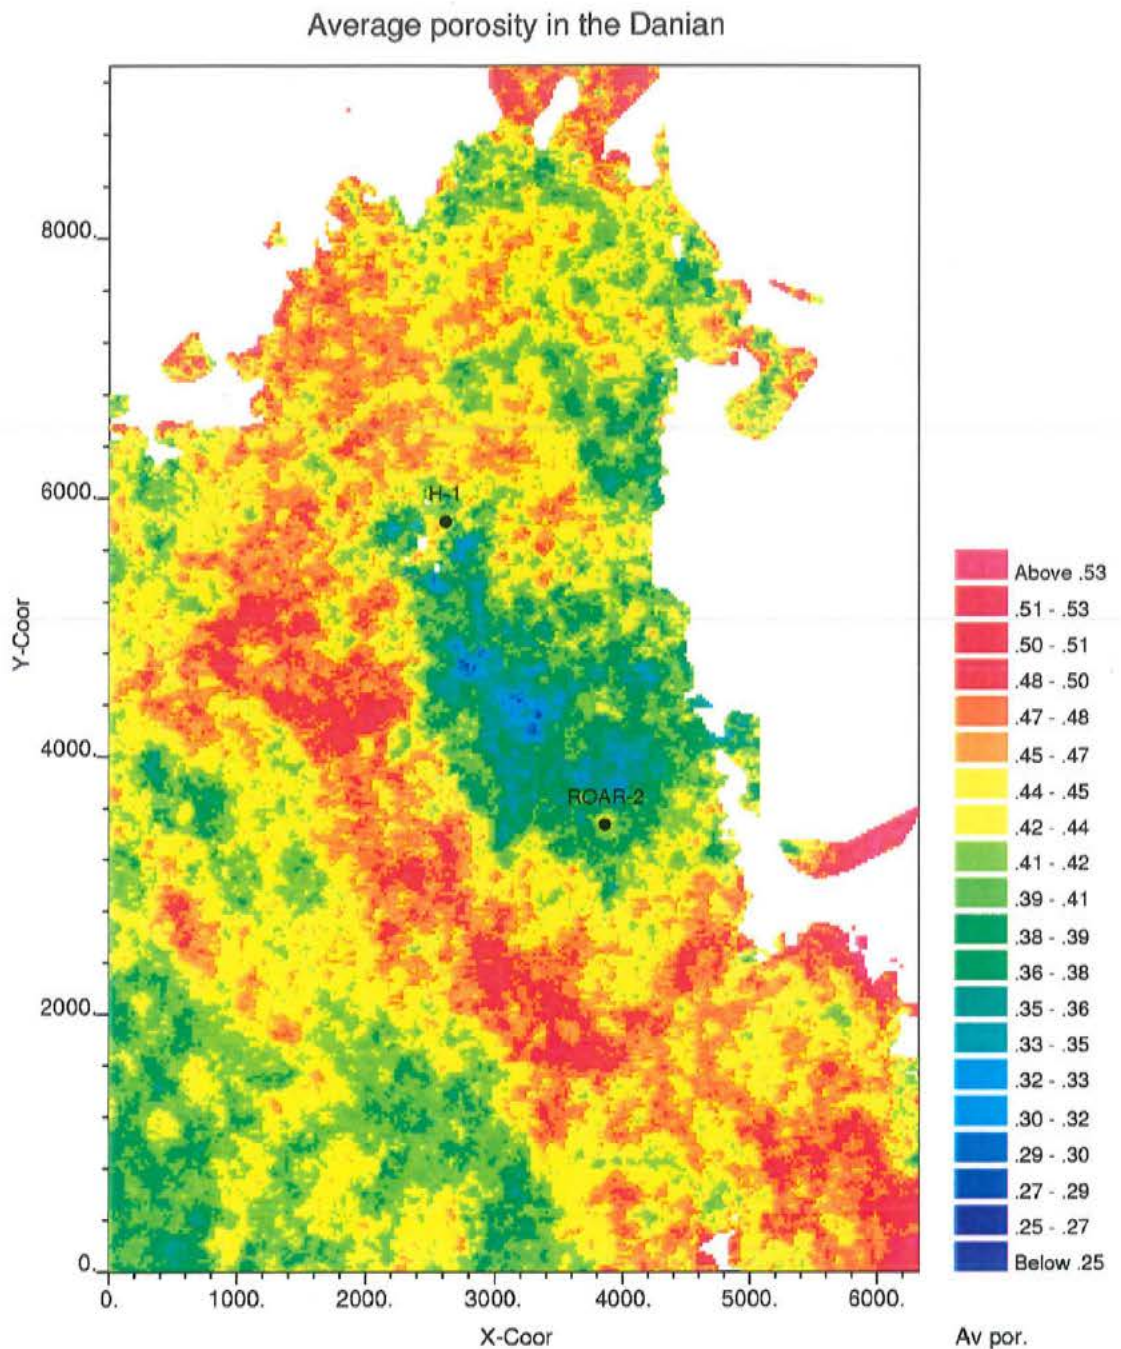 Average porosity in the Danian
8000.
6000.
4000.
2000.
0.
Y-Coor
H-1
ROAR-2
0. 1000. 2000. 3000. 4000. 5000. 6000.
X-Coor
Above .53
.51 - .53
.50 - .51
.48 - .50
.47 - .48
.45 - .47
.44 - .45
.42 - .44
.41 - .42
.39 - .41
.38 - .39
.36 - .38
.35 - .36
.33 - .35
.32 - .33
.30 - .32
.29 - .30
.27 - .29
.25 - .27
Below .25
Av por.